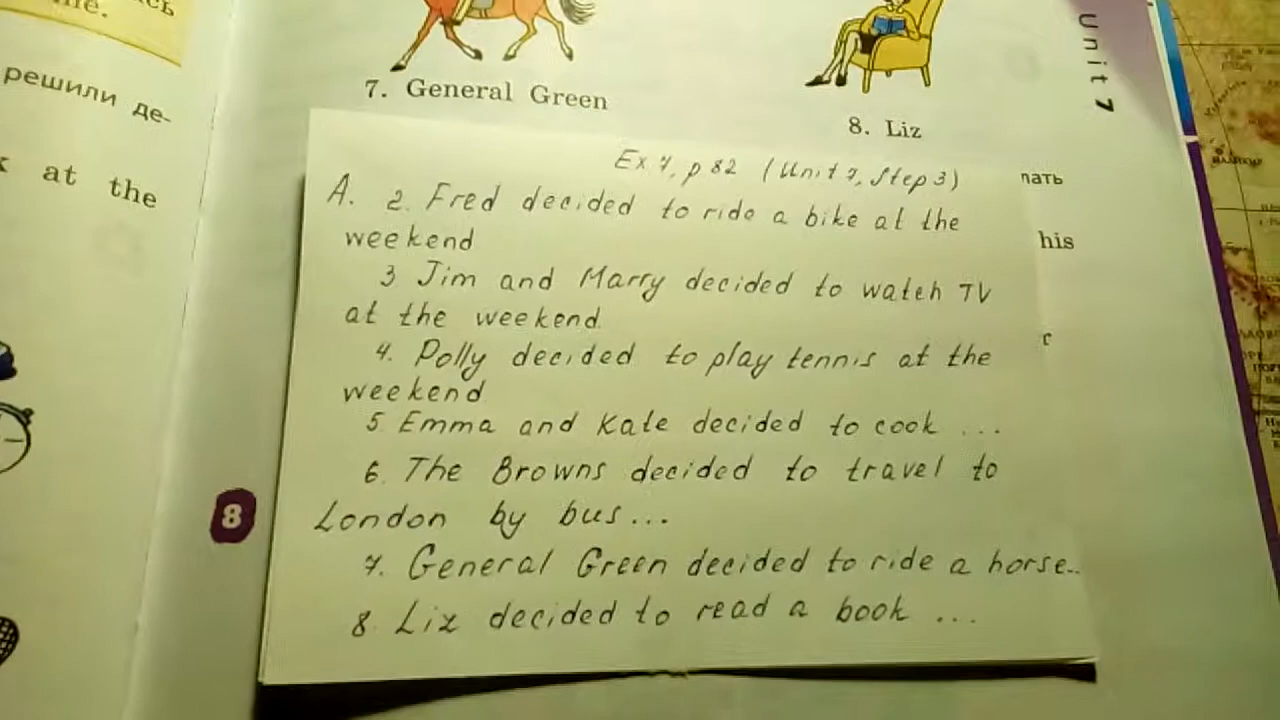 решили де-
at the
7. General Green
8. Liz
Unit 7
Ex 7, p 82 (Unit 7, Step 3)
A. 2. Fred decided to ride a bike at the
weekend
3 Jim and Marry decided to watch TV
at the weekend.
4. Polly decided to play tennis at the
weekend
5 Emma and Kate decided to cook ...
6. The Browns decided to travel to
London by bus...
7. General Green decided to ride a horse...
8. Liz decided to read a book ...
his
8